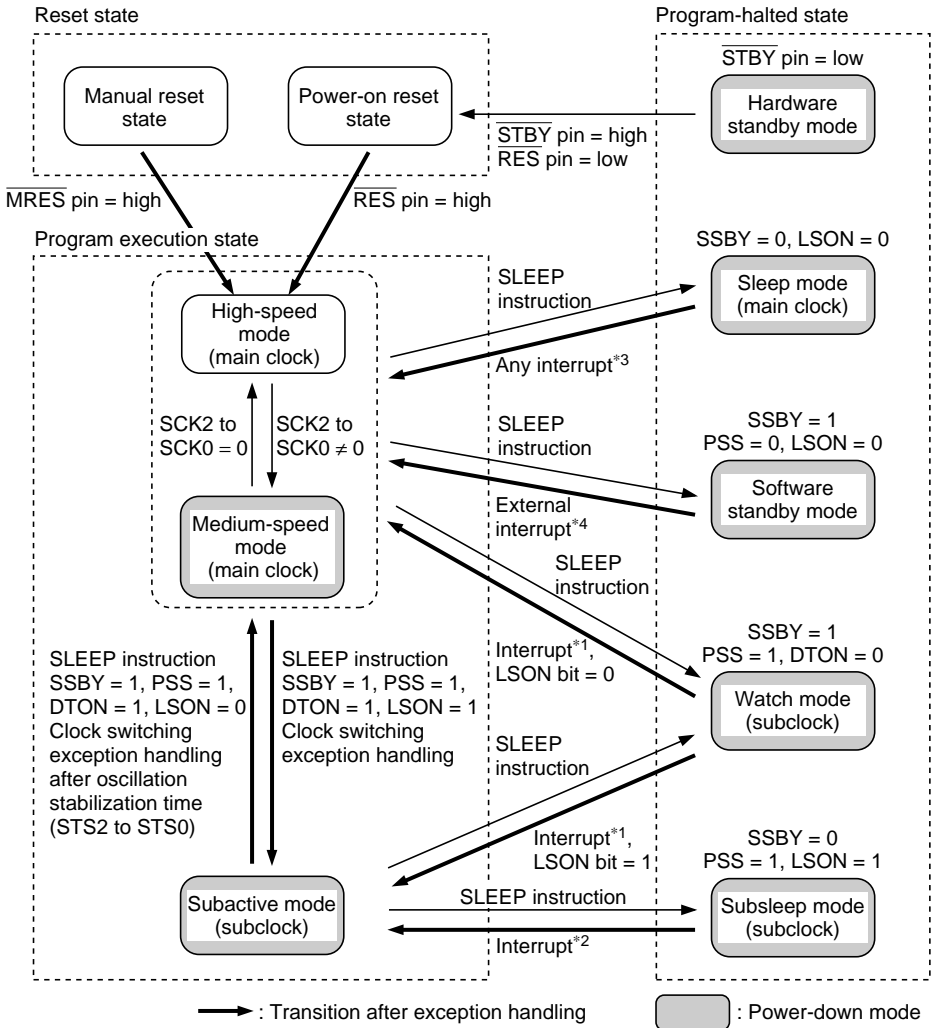 Reset state
Program-halted state
STBY pin = low
Manual reset
state
Power-on reset
state
Hardware
standby mode
STBY pin = high
RES pin = low
MRES pin = high
RES pin = high
Program execution state
SSBY = 0, LSON = 0
SLEEP
instruction
Sleep mode
(main clock)
High-speed
mode
(main clock)
Any interrupt*3
SCK2 to
SCK0 = 0
SCK2 to
SCK0 ≠ 0
SLEEP
instruction
SSBY = 1
PSS = 0, LSON = 0
Software
standby mode
External
interrupt*4
Medium-speed
mode
(main clock)
SLEEP
instruction
SSBY = 1
PSS = 1, DTON = 0
Interrupt*1,
LSON bit = 0
Watch mode
(subclock)
SLEEP instruction
SSBY = 1, PSS = 1,
DTON = 1, LSON = 0
Clock switching
exception handling
after oscillation
stabilization time
(STS2 to STS0)
SLEEP instruction
SSBY = 1, PSS = 1,
DTON = 1, LSON = 1
Clock switching
exception handling
SLEEP
instruction
Interrupt*1,
LSON bit = 1
SSBY = 0
PSS = 1, LSON = 1
Subactive mode
(subclock)
SLEEP instruction
Subsleep mode
(subclock)
Interrupt*2
: Transition after exception handling
: Power-down mode